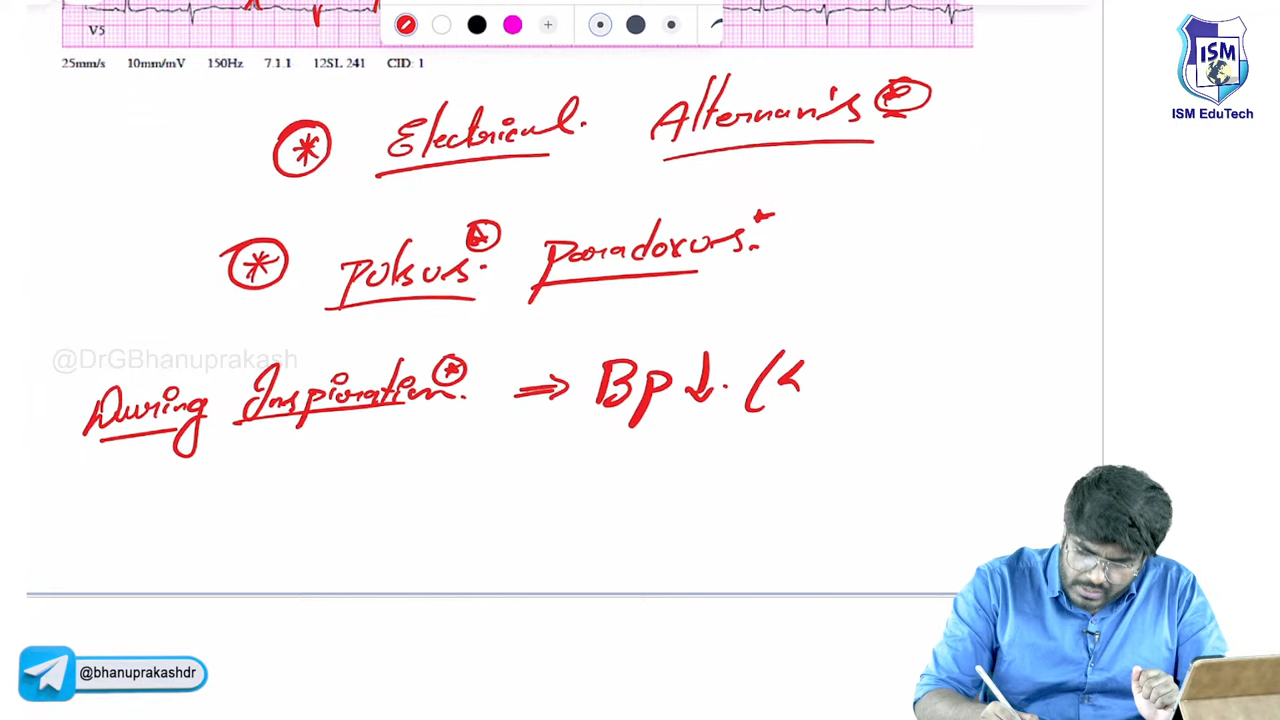 V5
25mm/s 10mm/mV 150Hz 7.1.1 12SL 241 CID: 1
ISM
ISM EduTech
Electrical. Alternanis
pulsus. paradoxus.
@DrGBhanuprakash
During Inspiration. ⇒ Bp ↓. (<
@bhanuprakashdr